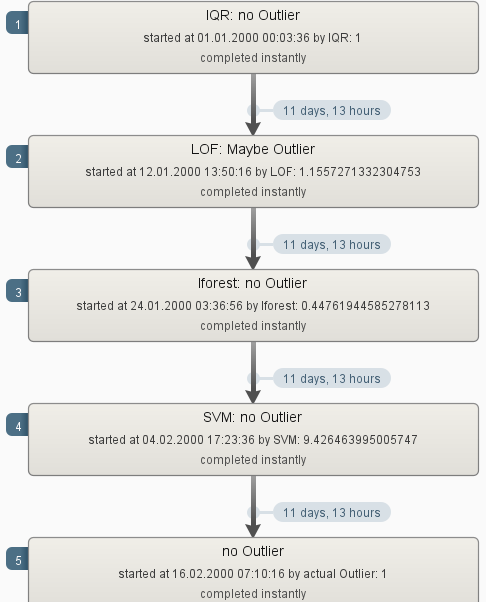 1
IQR: no Outlier
started at 01.01.2000 00:03:36 by IQR: 1
completed instantly
11 days, 13 hours
2
LOF: Maybe Outlier
started at 12.01.2000 13:50:16 by LOF: 1.1557271332304753
completed instantly
11 days, 13 hours
3
Iforest: no Outlier
started at 24.01.2000 03:36:56 by Iforest: 0.44761944585278113
completed instantly
11 days, 13 hours
4
SVM: no Outlier
started at 04.02.2000 17:23:36 by SVM: 9.426463995005747
completed instantly
11 days, 13 hours
5
no Outlier
started at 16.02.2000 07:10:16 by actual Outlier: 1
completed instantly